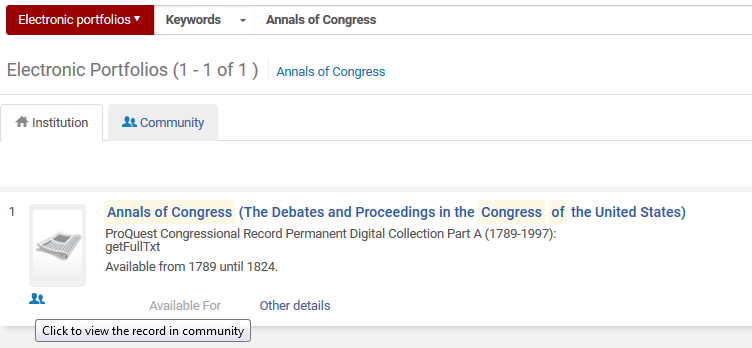 Electronic portfolios Keywords Annals of Congress
Electronic Portfolios (1 - 1 of 1 ) Annals of Congress
Institution Community
1 Annals of Congress (The Debates and Proceedings in the Congress of the United States)
ProQuest Congressional Record Permanent Digital Collection Part A (1789-1997):
getFullTxt
Available from 1789 until 1824.
Available For Other details
Click to view the record in community